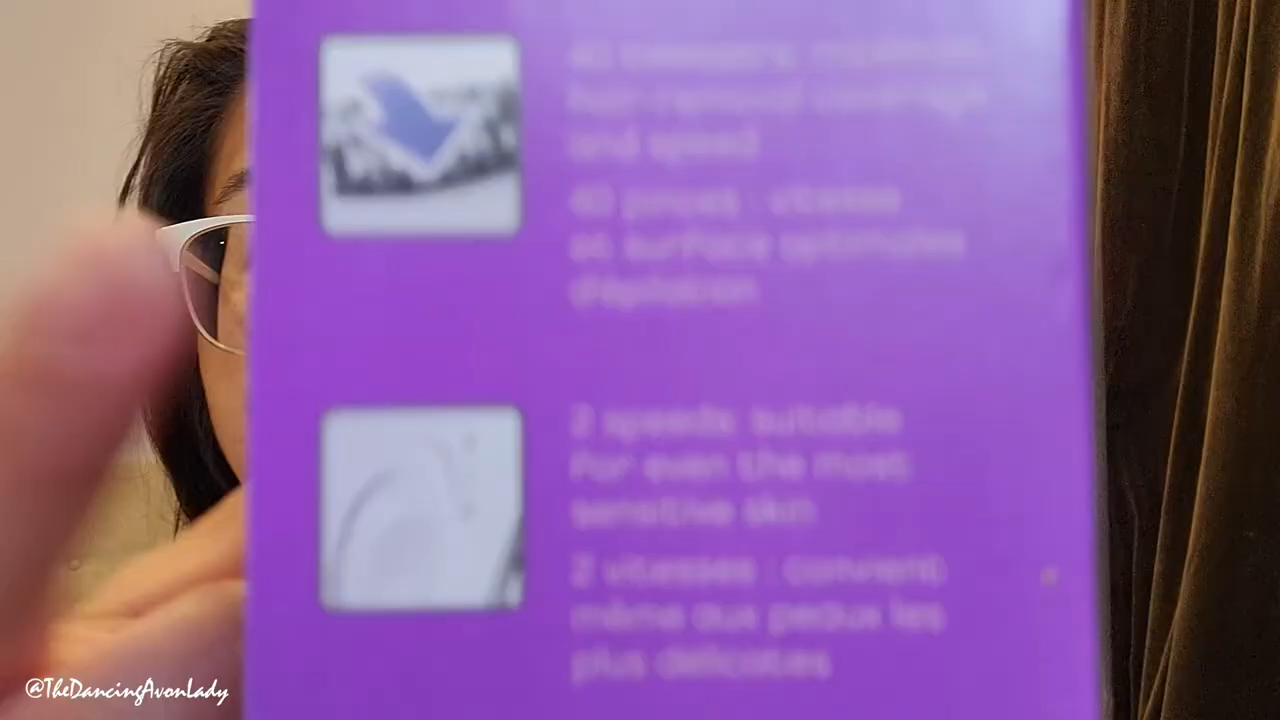 40 tweezers: maximum
hair removal coverage
and speed
40 pinces : vitesse
et surface optimales
d'épilation
2 speeds: suitable
for even the most
sensitive skin
2 vitesses : convient
même aux peaux les
plus délicates
@TheDancingAvonLady